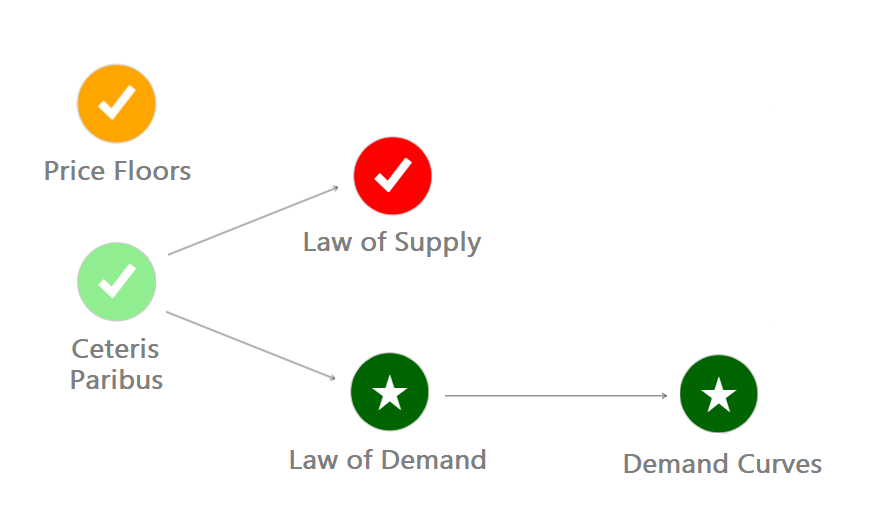 Price Floors
Law of Supply
Ceteris
Paribus
Law of Demand
Demand Curves